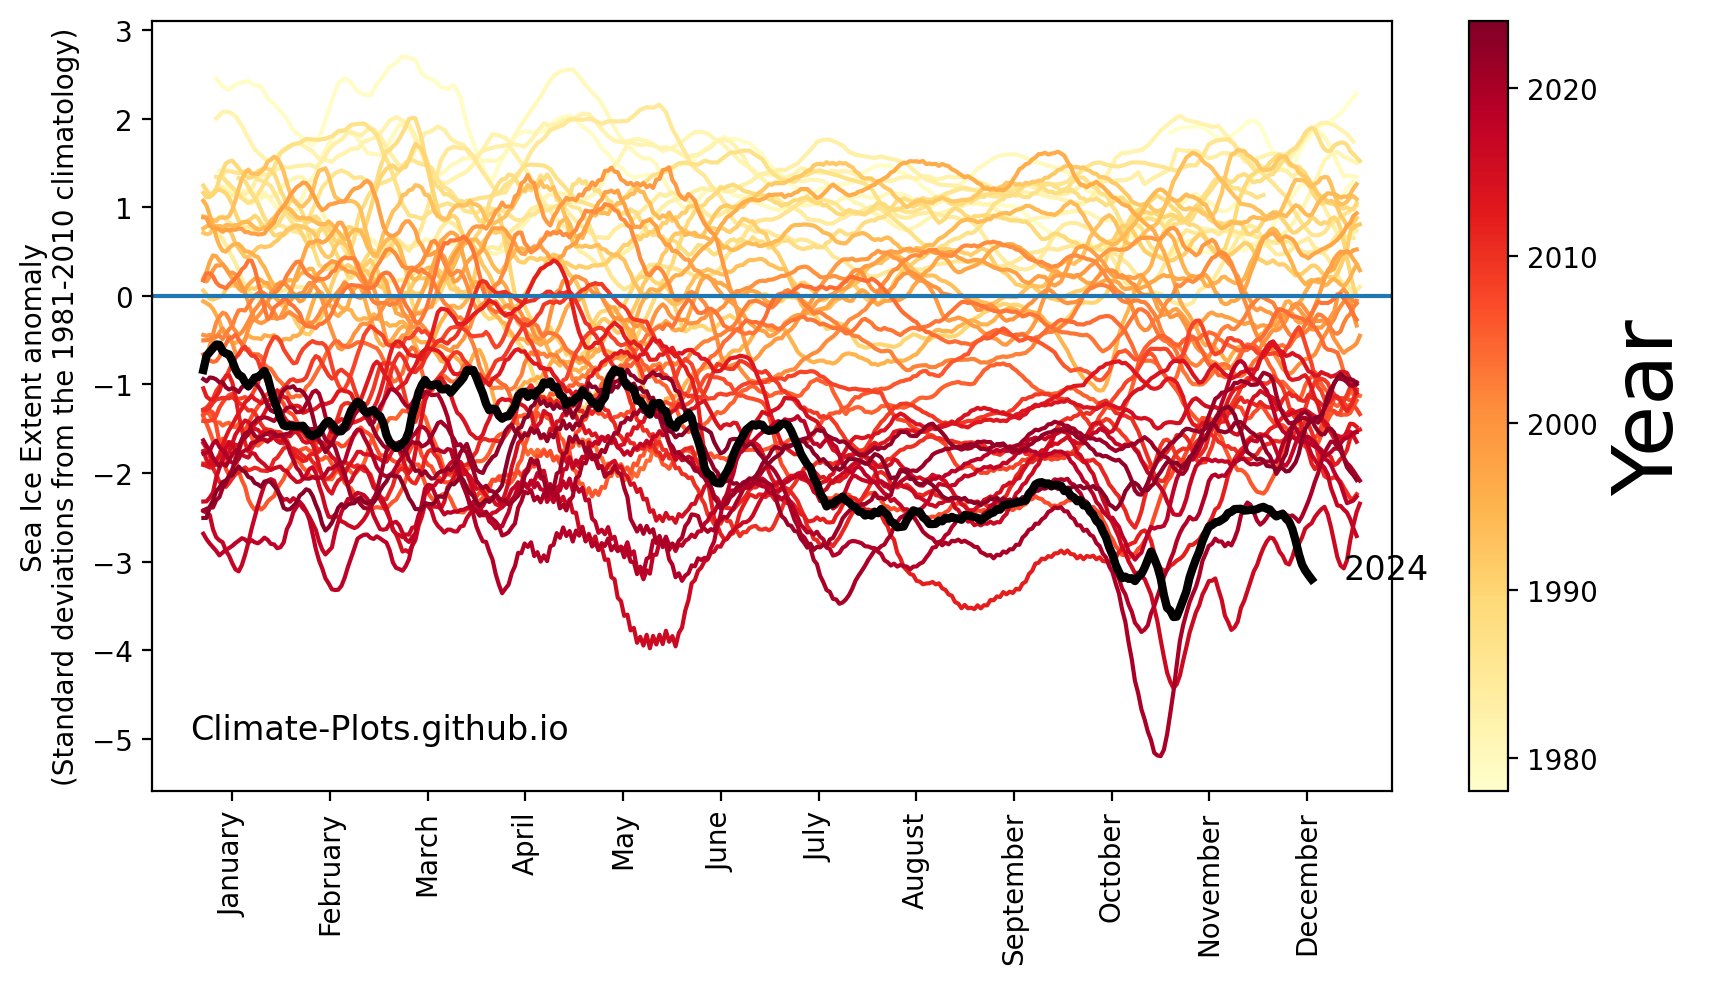 Sea Ice Extent anomaly
(Standard deviations from the 1981-2010 climatology)
3
2
1
0
−1
−2
−3
−4
−5
2024
Climate-Plots.github.io
January
February
March
April
May
June
July
August
September
October
November
December
2020
2010
2000
1990
1980
Year